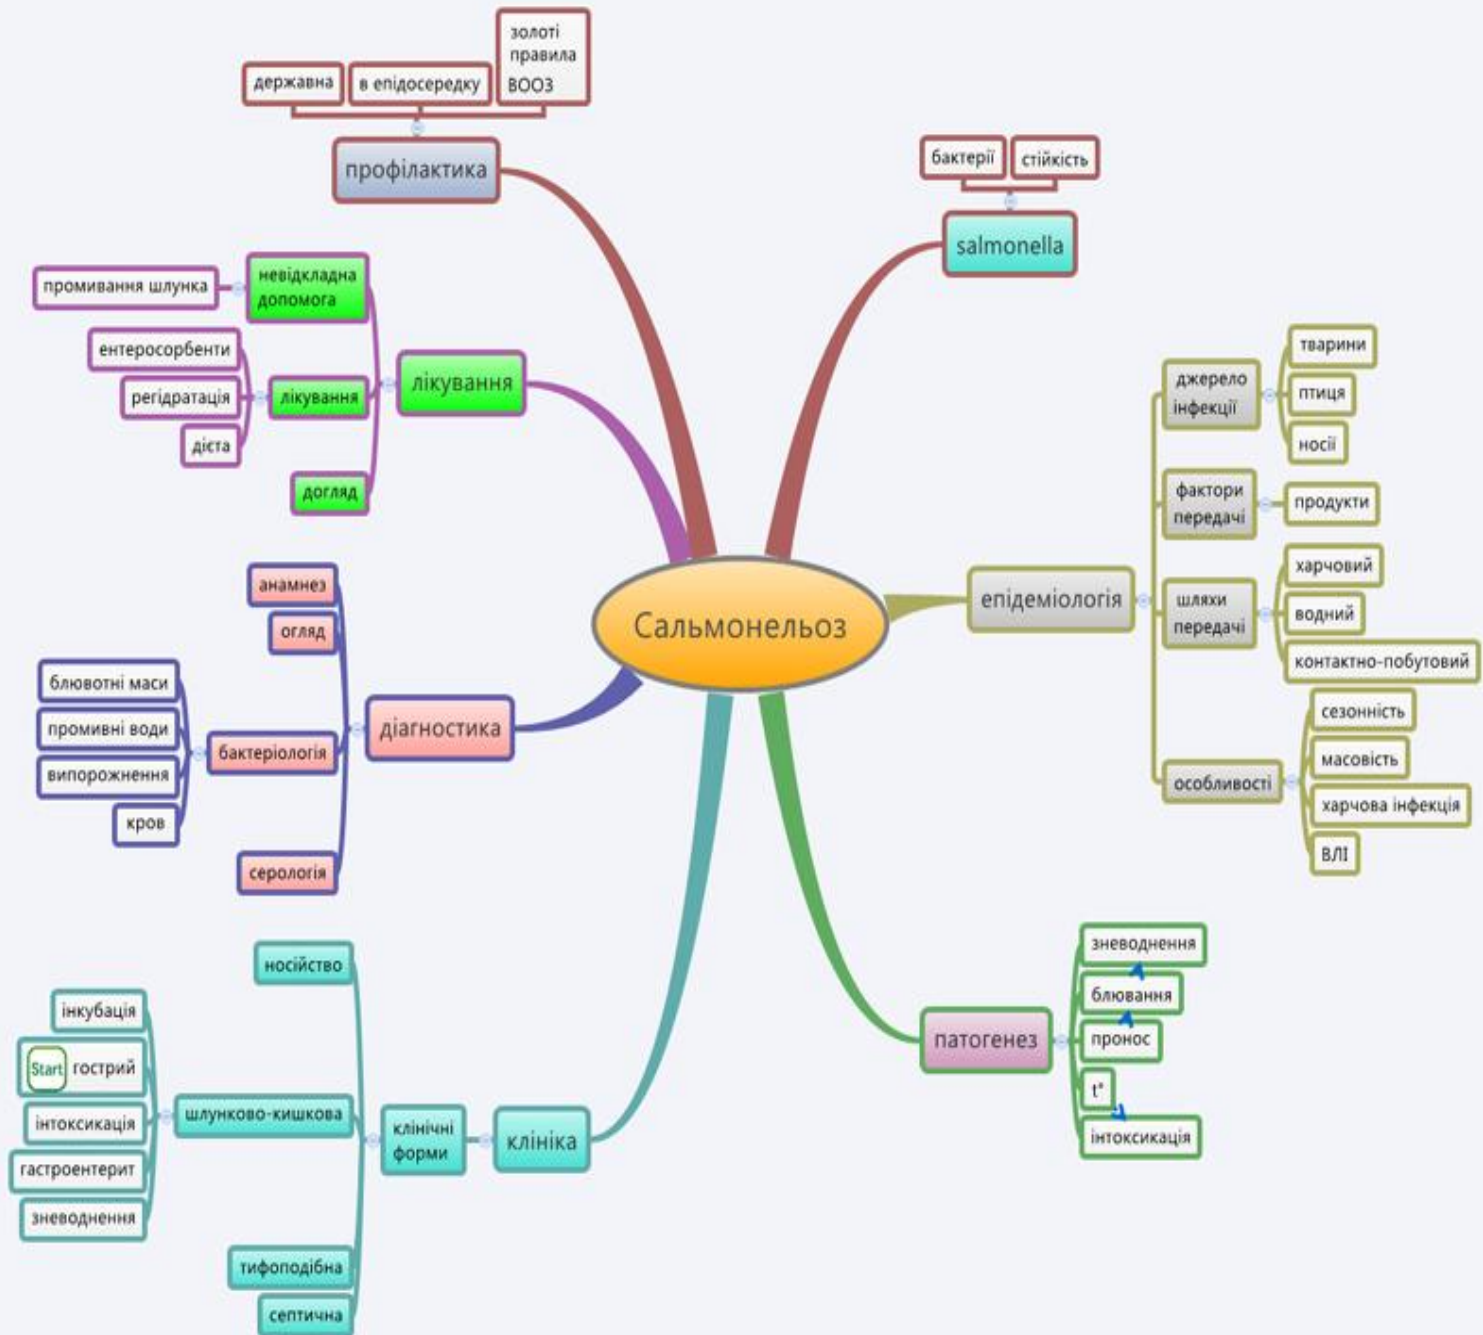 золоті
правила
ВООЗ
державна
в епідосередку
профілактика
бактерії
стійкість
salmonella
промивання шлунка
невідкладна
допомога
ентеросорбенти
регідратація
дієта
лікування
лікування
догляд
джерело
інфекції
тварини
птиця
носії
фактори
передачі
продукти
епідеміологія
шляхи
передачі
харчовий
водний
контактно-побутовий
особливості
сезонність
масовість
харчова інфекція
ВЛІ
Сальмонельоз
анамнез
огляд
діагностика
блювотні маси
промивні води
випорожнення
кров
бактеріологія
серологія
патогенез
зневоднення
блювання
пронос
t°
інтоксикація
носійство
інкубація
Start гострий
інтоксикація
гастроентерит
зневоднення
шлунково-кишкова
клінічні
форми
клініка
тифоподібна
септична